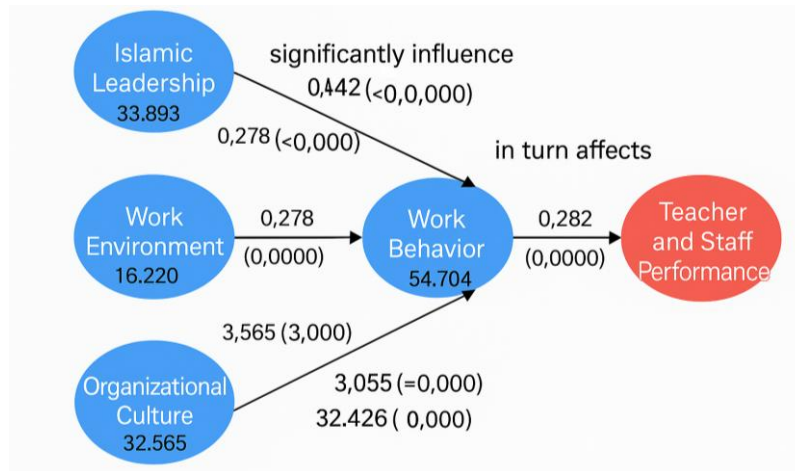 Islamic
Leadership
33.893
significantly influence
0,442 (<0,0,000)
0,278 (<0,000)
in turn affects
Work
Environment
16.220
0,278
(0,0000)
Work
Behavior
54.704
0,282
(0,0000)
Teacher
and Staff
Performance
3,565 (3,000)
Organizational
Culture
32.565
3,055 (=0,000)
32.426 ( 0,000)